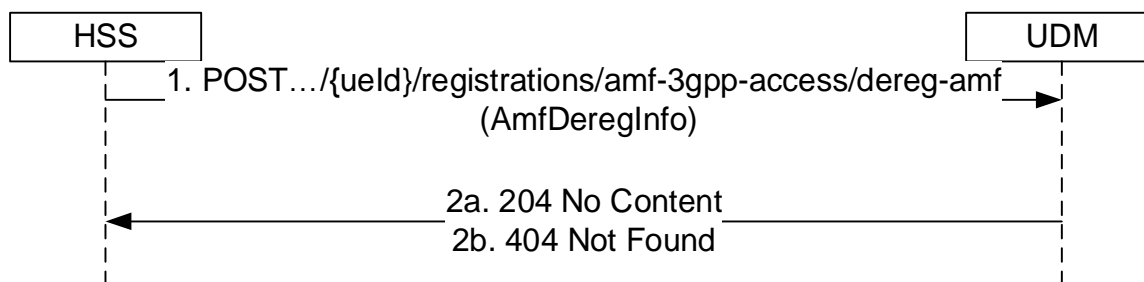 HSS
UDM
1. POST…/{ueId}/registrations/amf-3gpp-access/dereg-amf
(AmfDeregInfo)
2a. 204 No Content
2b. 404 Not Found